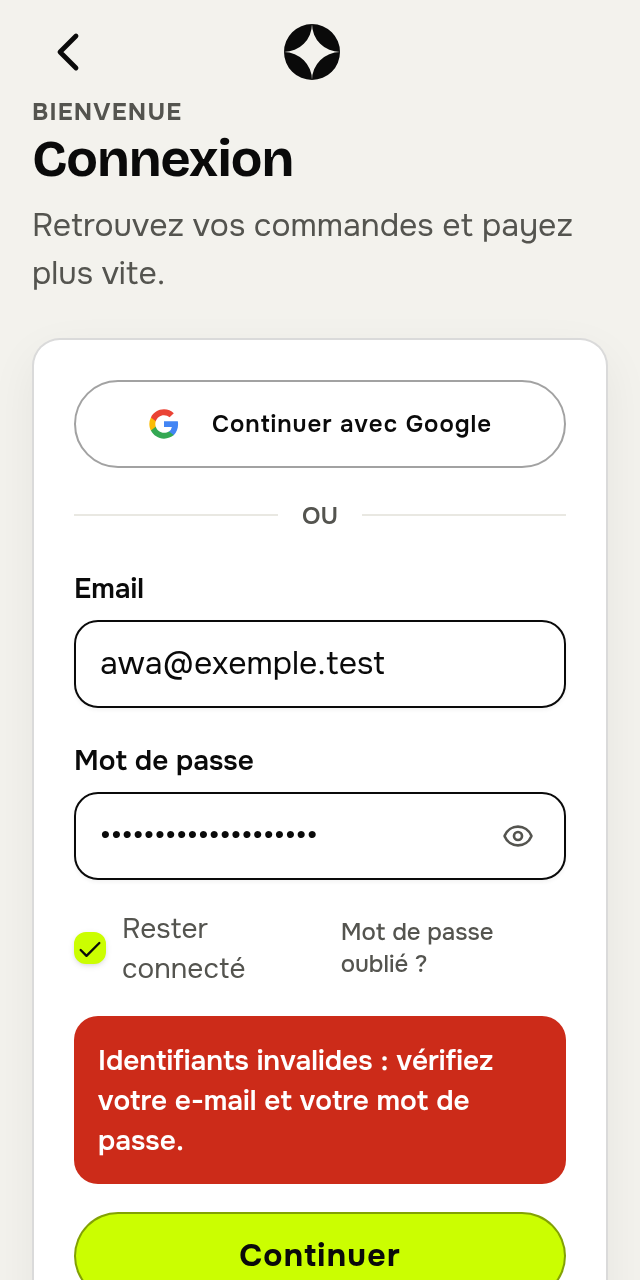 BIENVENUE
Connexion
Retrouvez vos commandes et payez
plus vite.
Continuer avec Google
OU
Email
awa@exemple.test
Mot de passe
••••••••••••••••••••
Rester
connecté
Mot de passe
oublié ?
Identifiants invalides : vérifiez
votre e-mail et votre mot de
passe.
Continuer